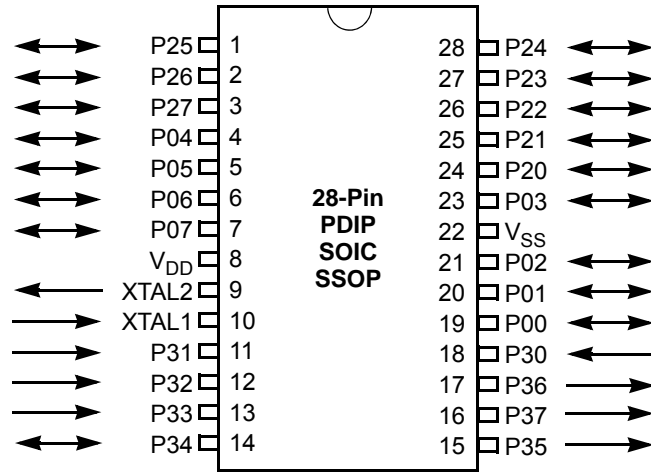 P25 1 28 P24
P26 2 27 P23
P27 3 26 P22
P04 4 25 P21
P05 5 24 P20
P06 6 23 P03
P07 7 22 VSS
VDD 8 21 P02
XTAL2 9 20 P01
XTAL1 10 19 P00
P31 11 18 P30
P32 12 17 P36
P33 13 16 P37
P34 14 15 P35
28-Pin
PDIP
SOIC
SSOP